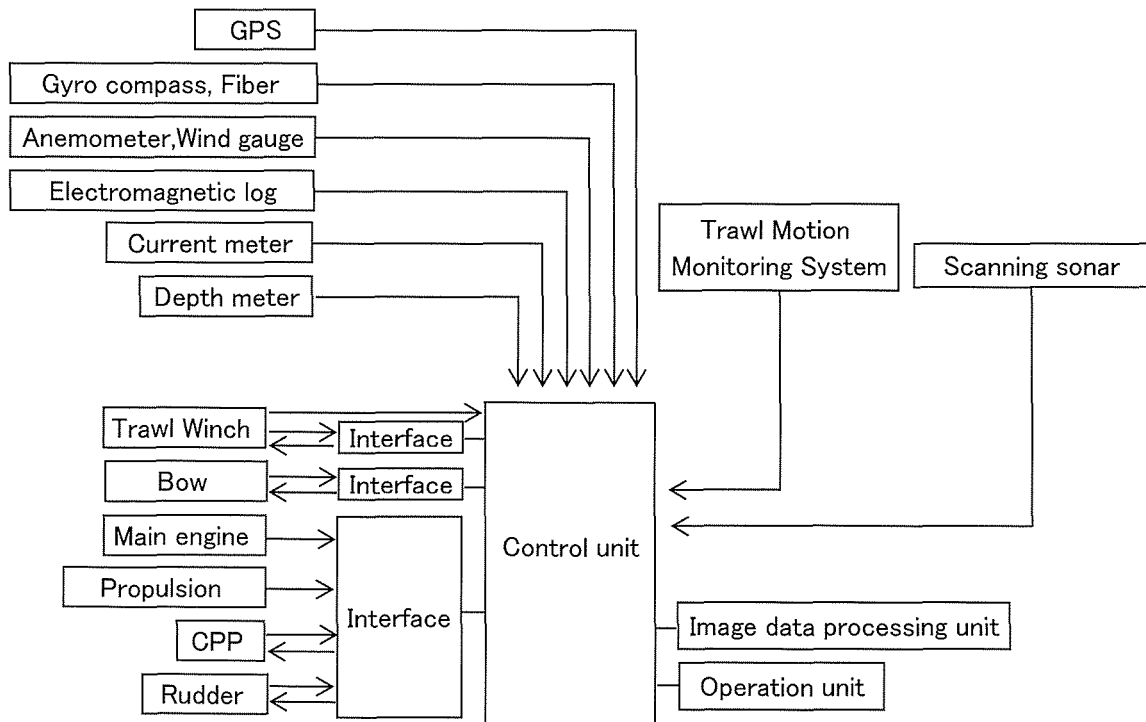 GPS
Gyro compass, Fiber
Anemometer,Wind gauge
Electromagnetic log
Current meter
Depth meter
Trawl Motion
Monitoring System
Scanning sonar
Trawl Winch
Interface
Bow
Interface
Main engine
Propulsion
CPP
Rudder
Interface
Control unit
Image data processing unit
Operation unit